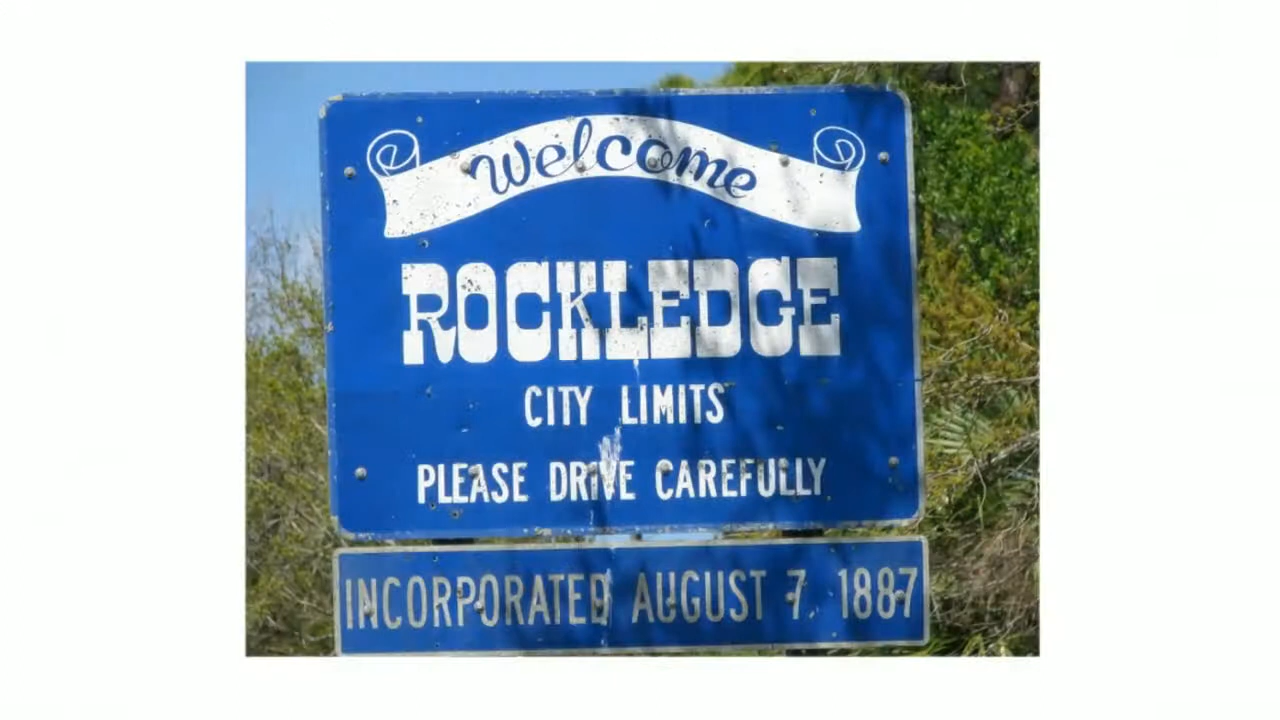 Welcome
ROCKLEDGE
CITY LIMITS
PLEASE DRIVE CAREFULLY
INCORPORATED AUGUST 7, 1887